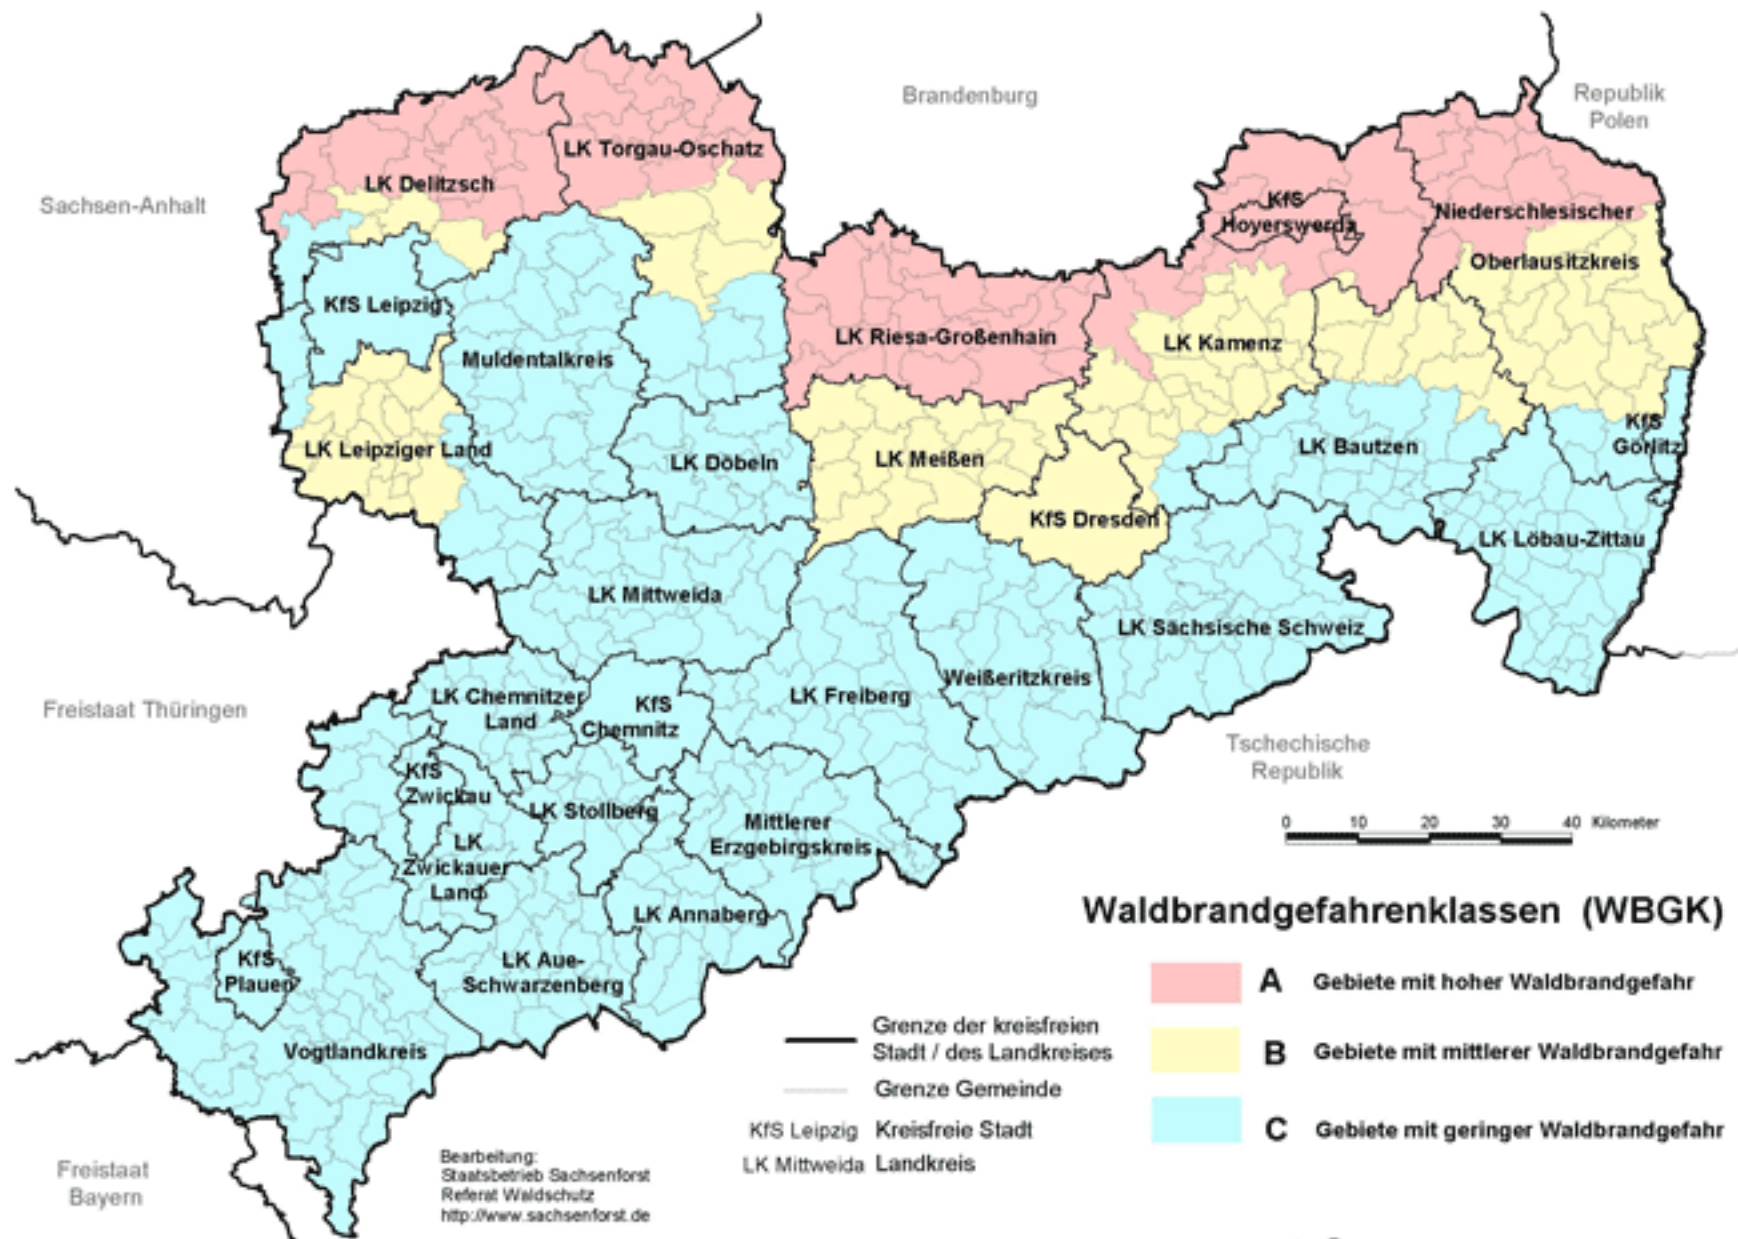 Brandenburg
Republik
Polen
Sachsen-Anhalt
LK Torgau-Oschatz
LK Delitzsch
KfS
Hoyerswerda
Niederschlesischer
Oberlausitzkreis
KfS Leipzig
Muldentalkreis
LK Riesa-Großenhain
LK Kamenz
LK Leipziger Land
LK Döbeln
LK Meißen
LK Bautzen
KfS
Görlitz
KfS Dresden
LK Löbau-Zittau
LK Mittweida
LK Sächsische Schweiz
Freistaat Thüringen
LK Chemnitzer
Land
KfS
Chemnitz
LK Freiberg
Weißeritzkreis
Tschechische
Republik
KfS
Zwickau
LK Stollberg
Mittlerer
Erzgebirgskreis
LK
Zwickauer
Land
LK Annaberg
KfS
Plauen
LK Aue-
Schwarzenberg
Vogtlandkreis
Freistaat
Bayern
0 10 20 30 40 Kilometer
Waldbrandgefahrenklassen (WBGK)
A Gebiete mit hoher Waldbrandgefahr
B Gebiete mit mittlerer Waldbrandgefahr
C Gebiete mit geringer Waldbrandgefahr
Grenze der kreisfreien
Stadt / des Landkreises
Grenze Gemeinde
KfS Leipzig Kreisfreie Stadt
LK Mittweida Landkreis
Bearbeitung:
Staatsbetrieb Sachsenforst
Referat Waldschutz
http://www.sachsenforst.de